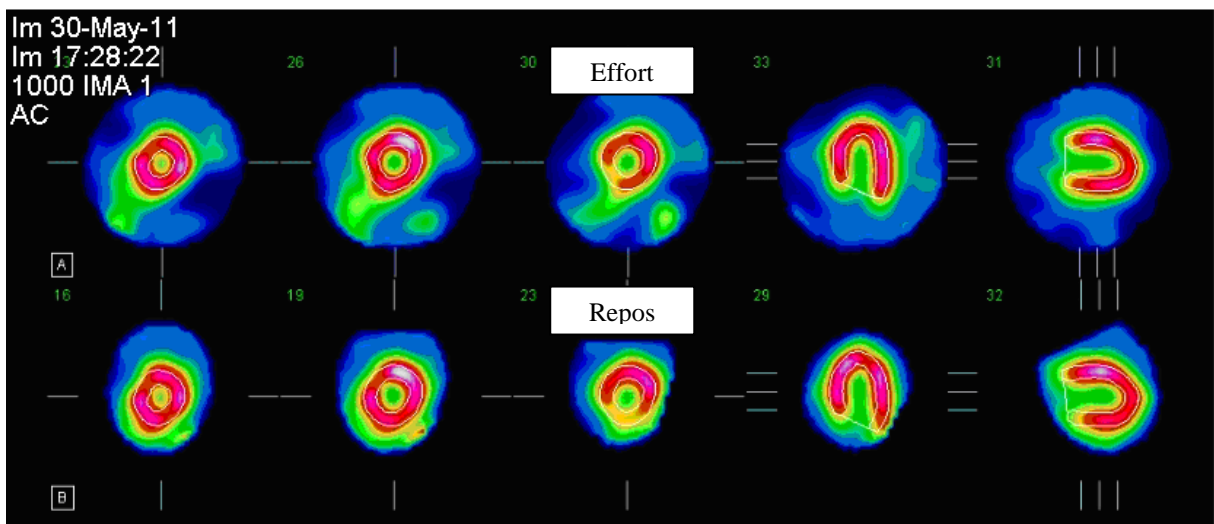 Im 30-May-11
Im 17:28:22
1000 IMA 1
AC
13 26 30 33 31
Effort
A
16 19 23 29 32
Repos
B